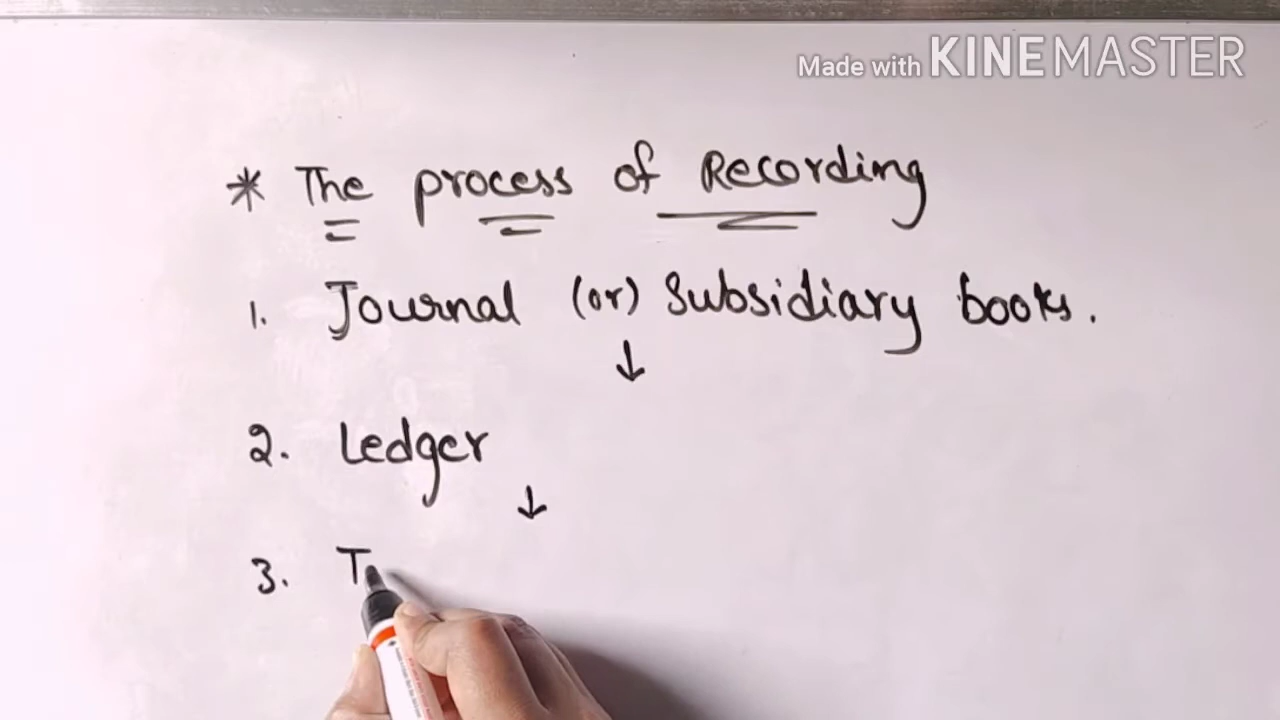 Made with KINEMASTER
* The process of Recording
1. Journal (or) Subsidiary books.
↓
2. Ledger
↓
3. T